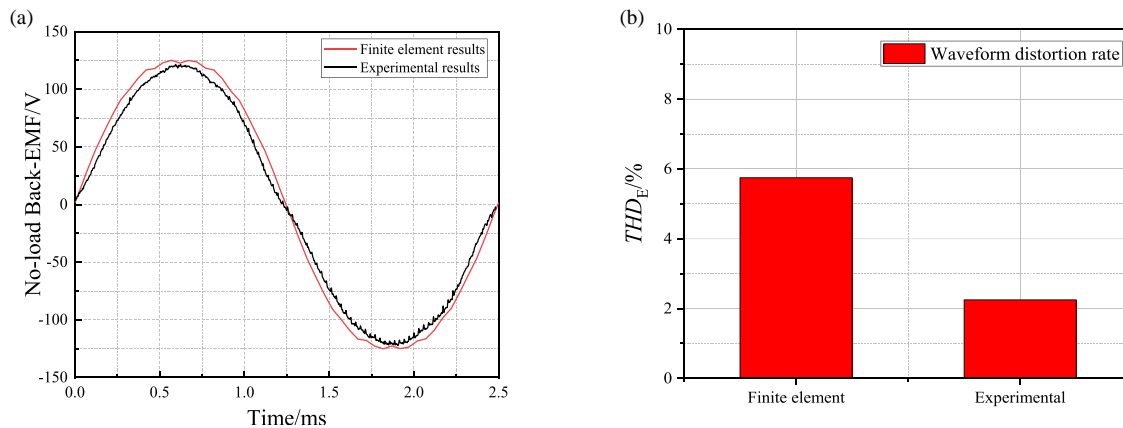 (a)
150
100
50
0
-50
-100
-150
0.0 0.5 1.0 1.5 2.0 2.5
No-load Back-EMF/V
Time/ms
Finite element results
Experimental results
(b)
10
8
6
4
2
0
THD_E/%
Waveform distortion rate
Finite element Experimental